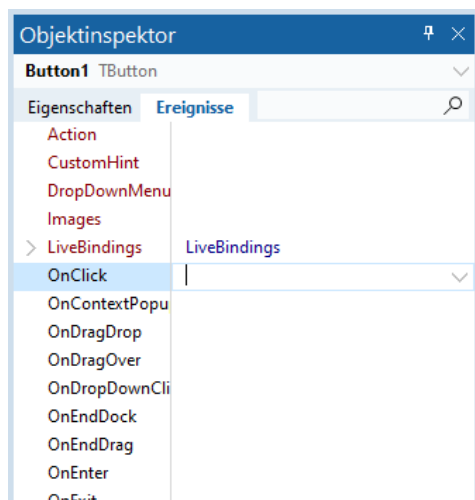 Objektinspektor
Button1 TButton
Eigenschaften Ereignisse
Action
CustomHint
DropDownMenu
Images
LiveBindings LiveBindings
OnClick
OnContextPopu
OnDragDrop
OnDragOver
OnDropDownCli
OnEndDock
OnEndDrag
OnEnter
OnExit